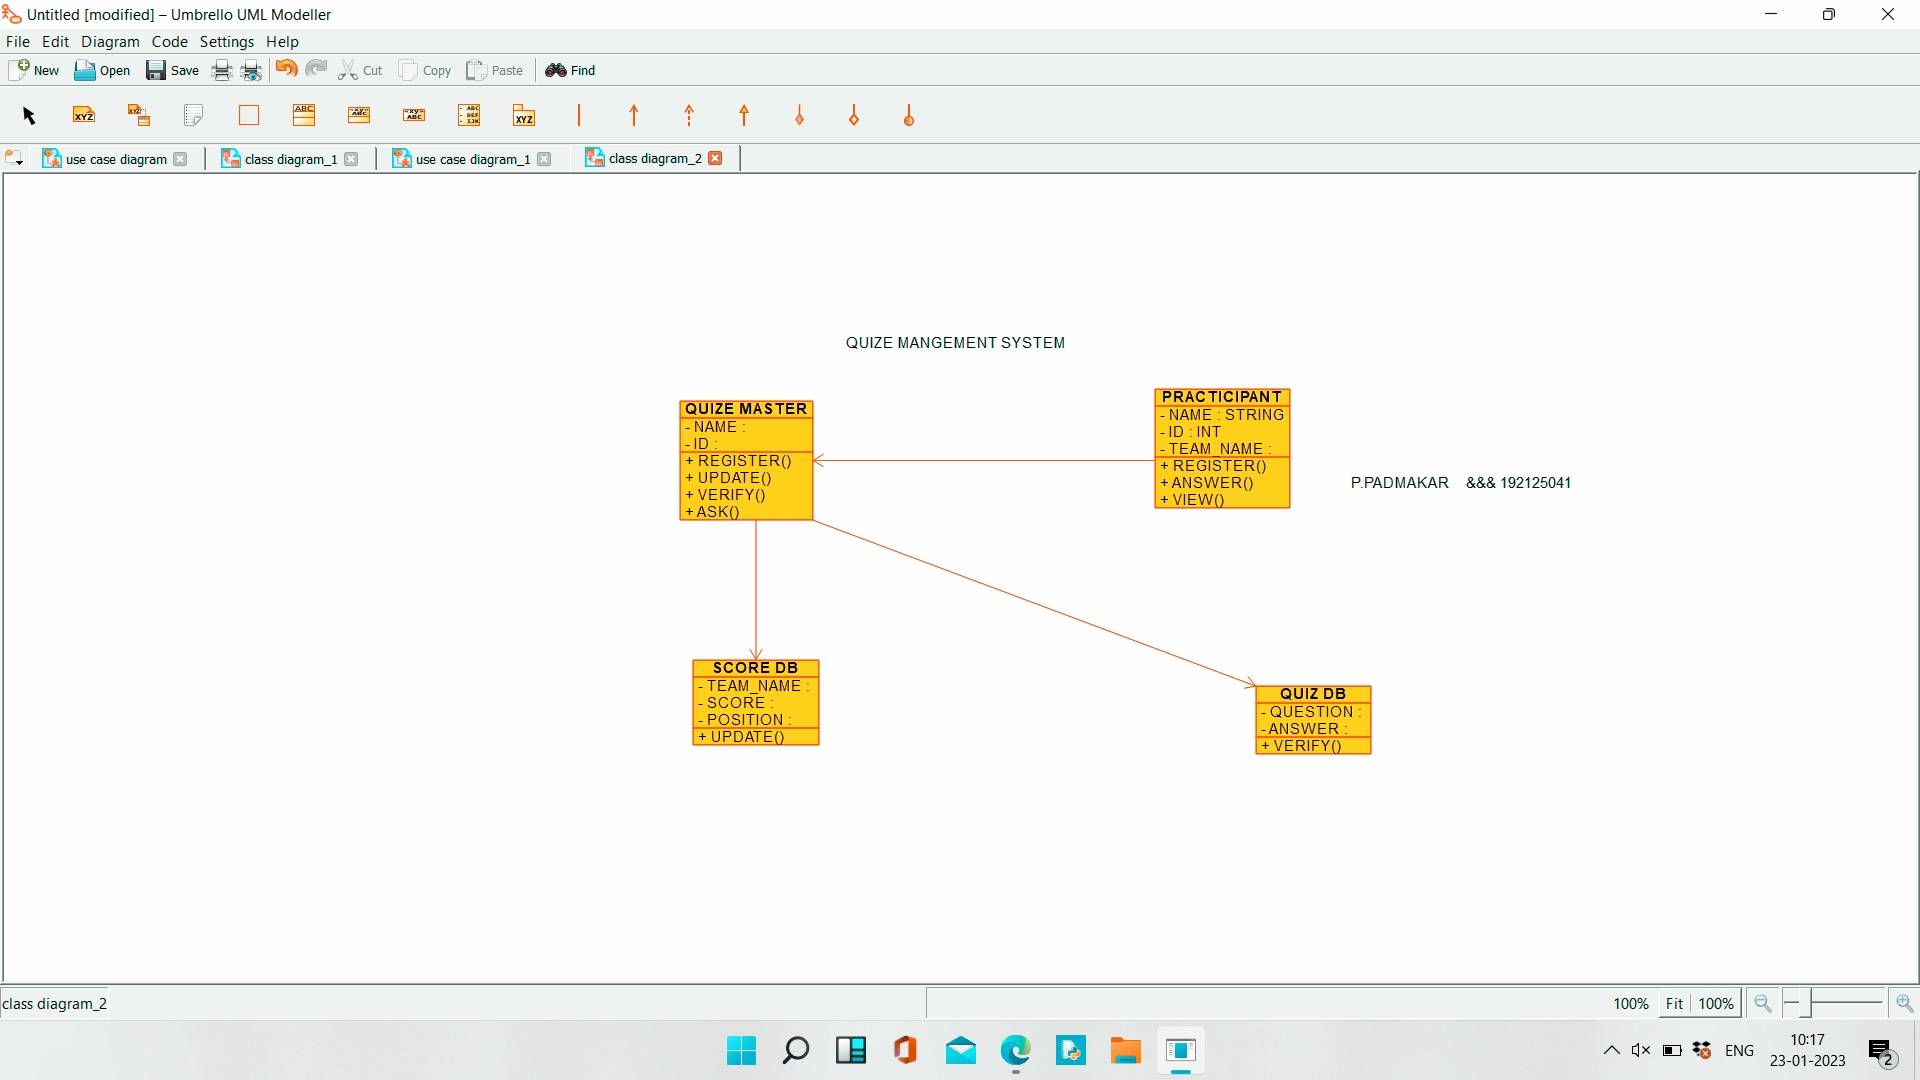 Untitled [modified] – Umbrello UML Modeller
File Edit Diagram Code Settings Help
New Open Save Cut Copy Paste Find
XYZ XYZ ABC XYZ
use case diagram class diagram_1 use case diagram_1 class diagram_2
QUIZE MANGEMENT SYSTEM
QUIZE MASTER
- NAME :
- ID :
+ REGISTER()
+ UPDATE()
+ VERIFY()
+ ASK()
PRACTICIPANT
- NAME : STRING
- ID : INT
- TEAM_NAME :
+ REGISTER()
+ ANSWER()
+ VIEW()
P.PADMAKAR &&& 192125041
SCORE DB
- TEAM_NAME :
- SCORE :
- POSITION :
+ UPDATE()
QUIZ DB
- QUESTION :
- ANSWER :
+ VERIFY()
class diagram_2
100% Fit 100%
ENG
10:17
23-01-2023
2